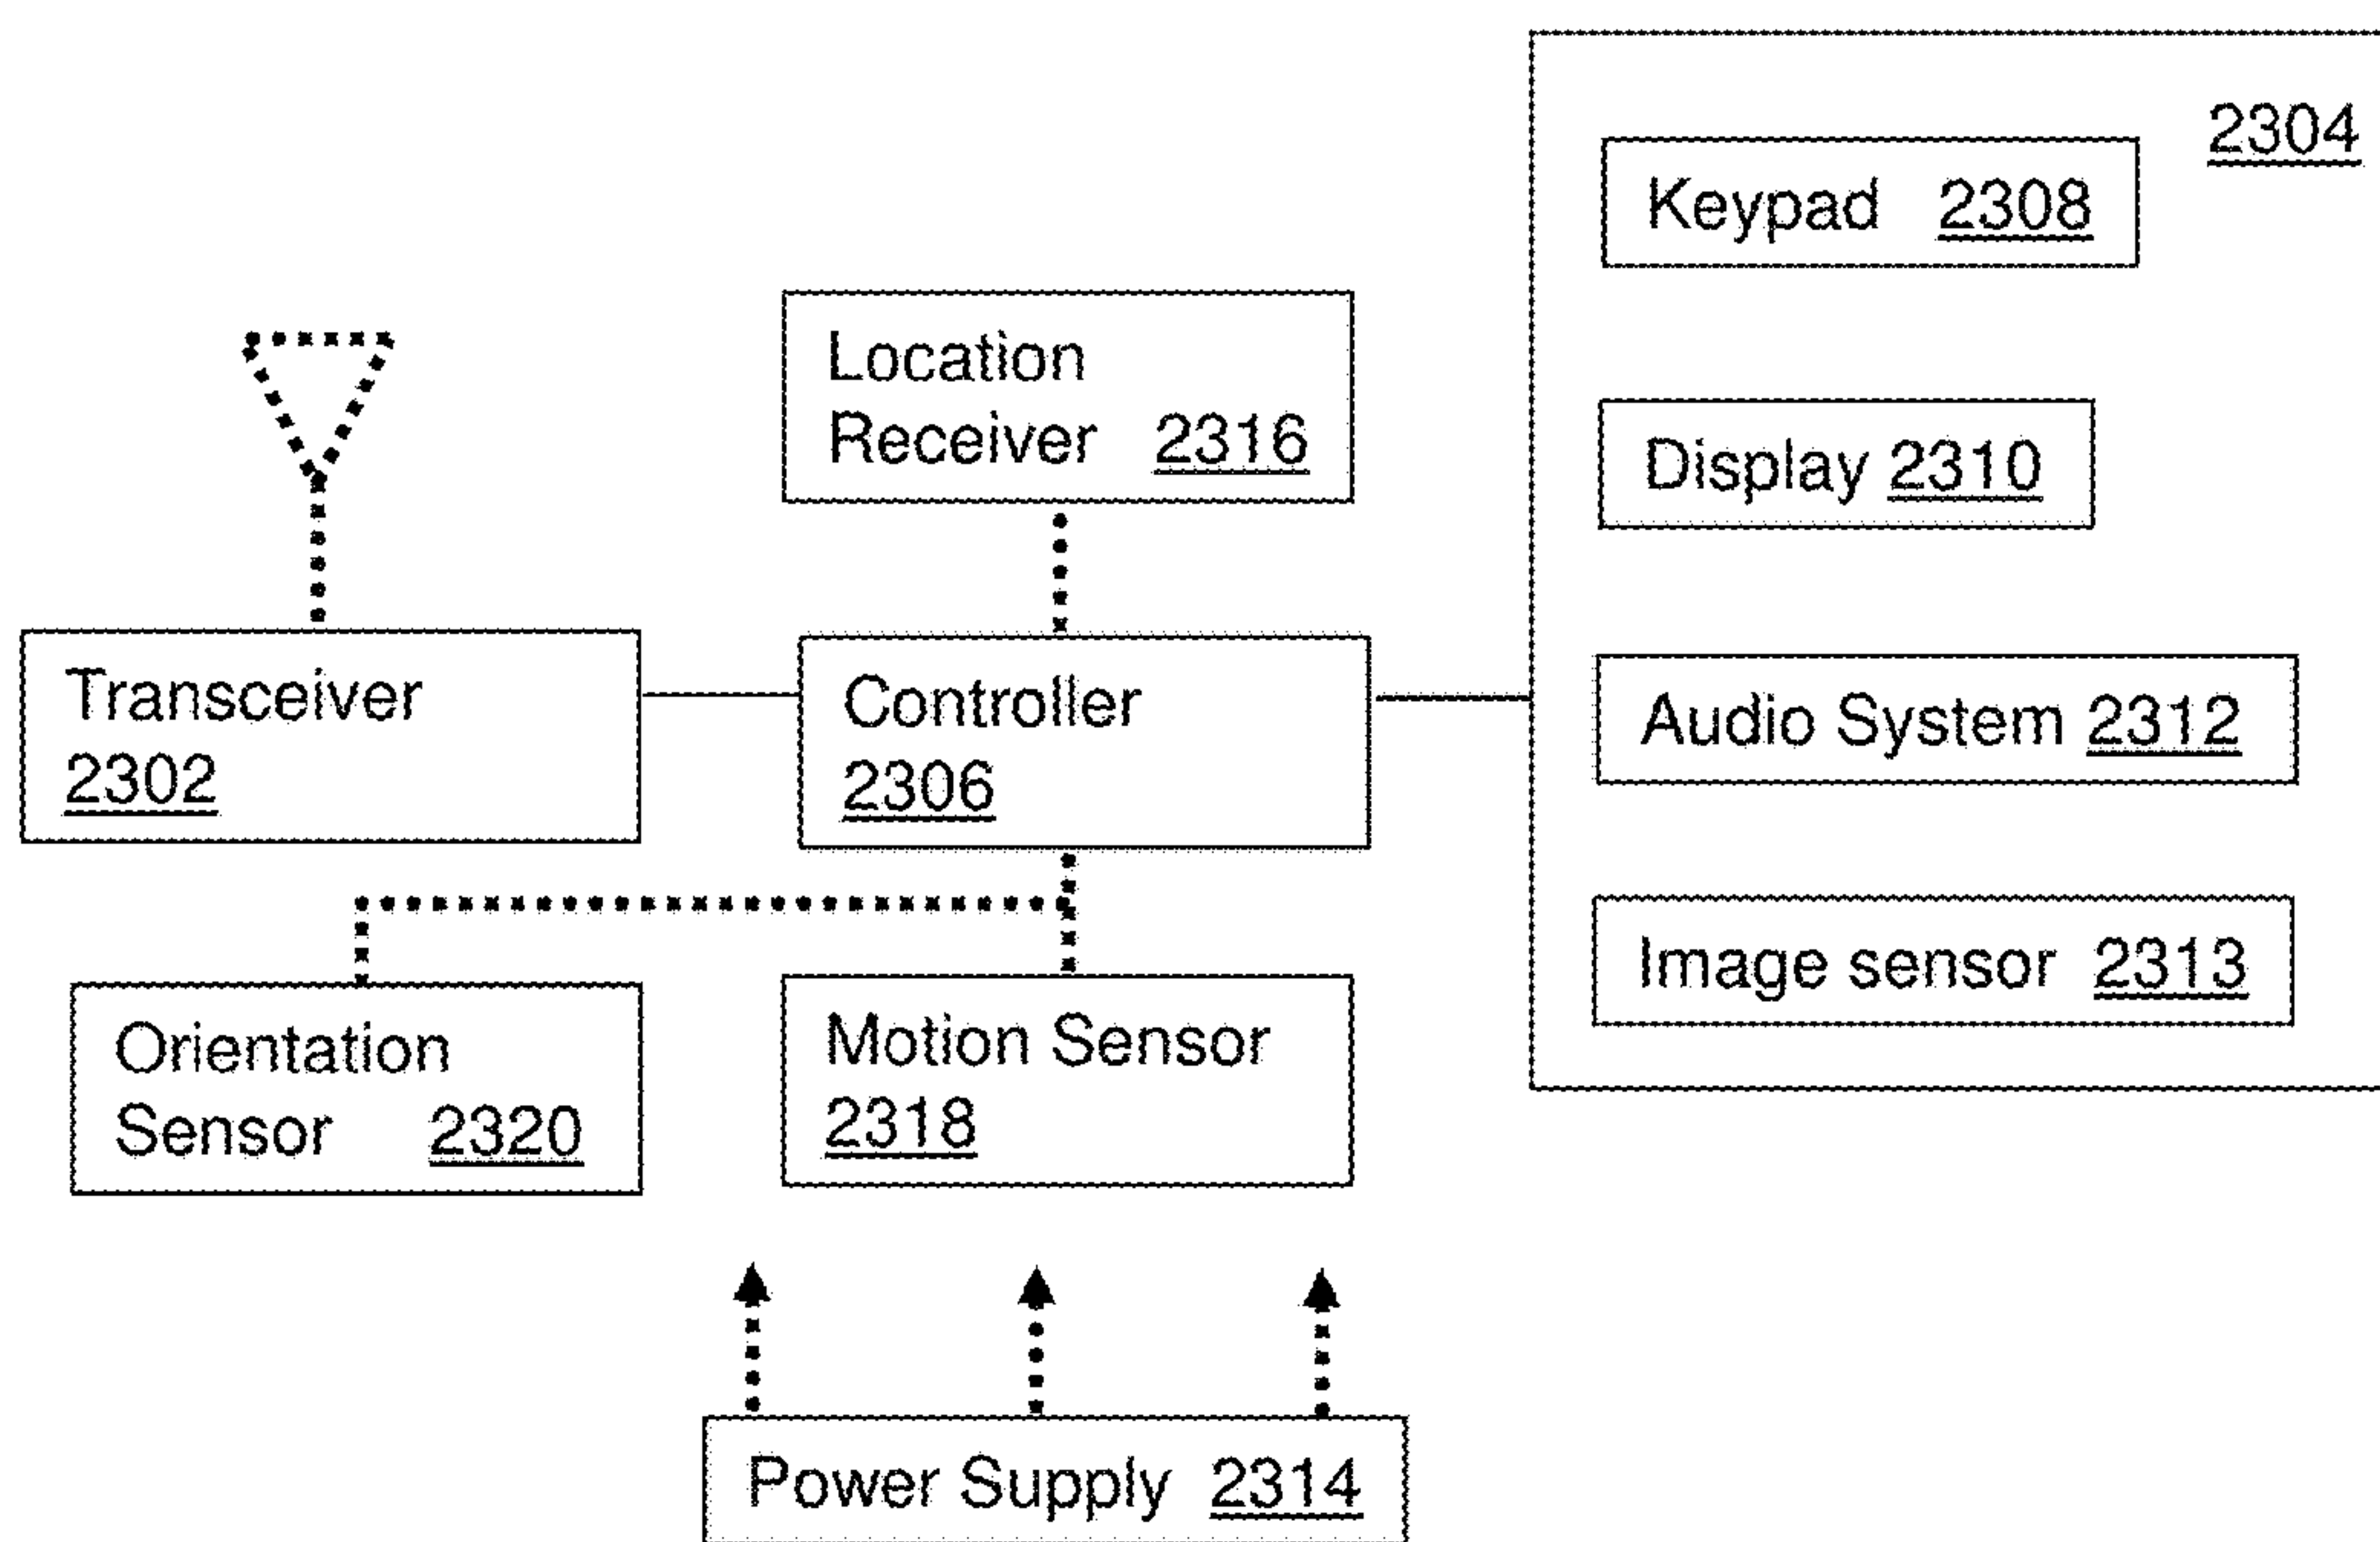 2304
Keypad 2308
Location
Receiver 2316
Display 2310
Transceiver
2302
Controller
2306
Audio System 2312
Image sensor 2313
Orientation
Sensor 2320
Motion Sensor
2318
Power Supply 2314